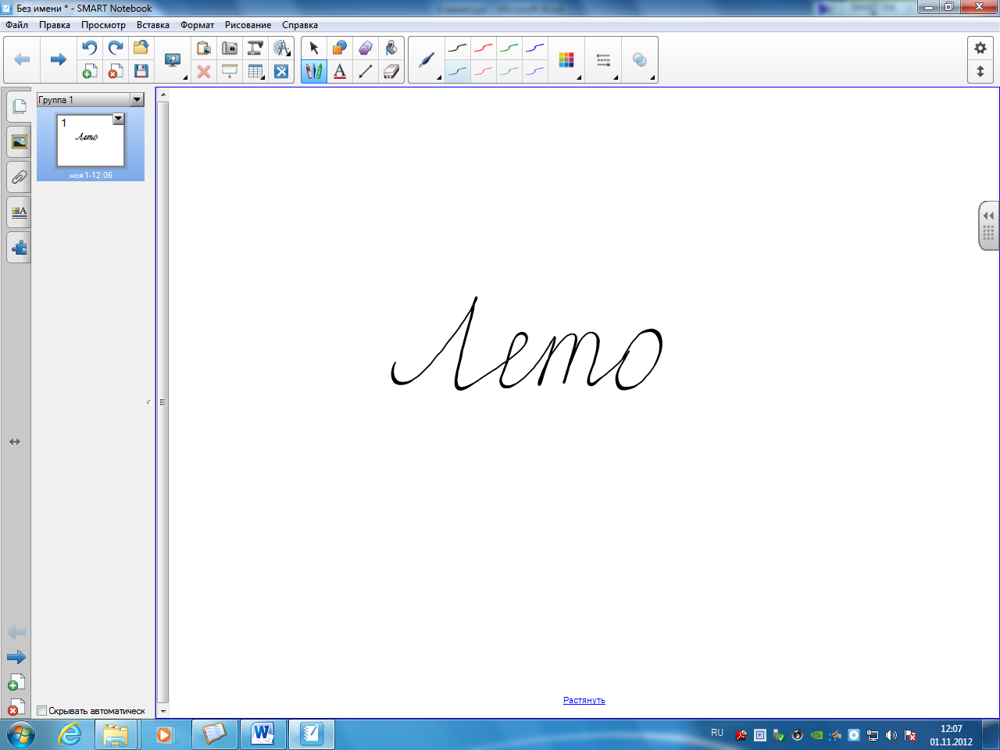 Без имени * - SMART Notebook
Файл Правка Просмотр Вставка Формат Рисование Справка
Группа 1
1
Лето
ноя 1-12:06
Лето
Растянуть
Скрывать автоматическ
RU
12:07
01.11.2012